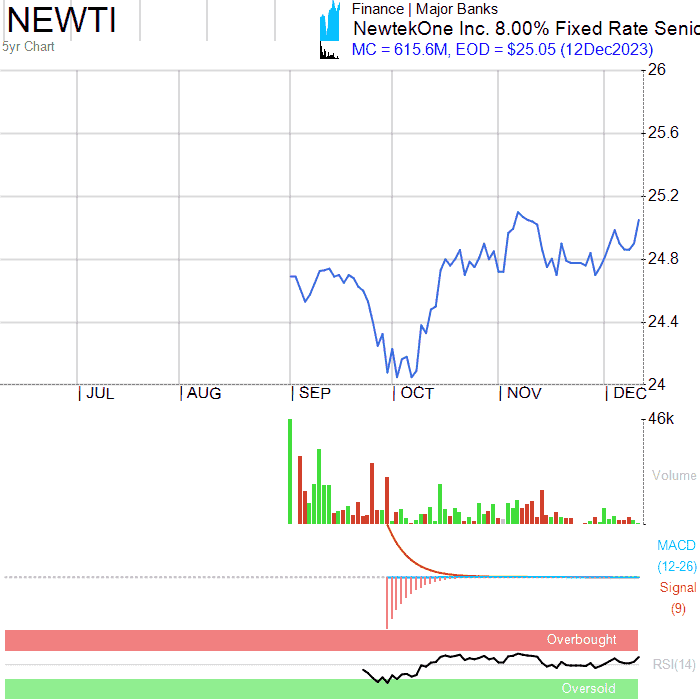 NEWTI
5yr Chart
Finance | Major Banks
NewtekOne Inc. 8.00% Fixed Rate Senio
MC = 615.6M, EOD = $25.05 (12Dec2023)
26
25.6
25.2
24.8
24.4
24
| JUL | AUG | SEP | OCT | NOV | DEC
46k
Volume
MACD
(12-26)
Signal
(9)
Overbought
RSI(14)
Oversold